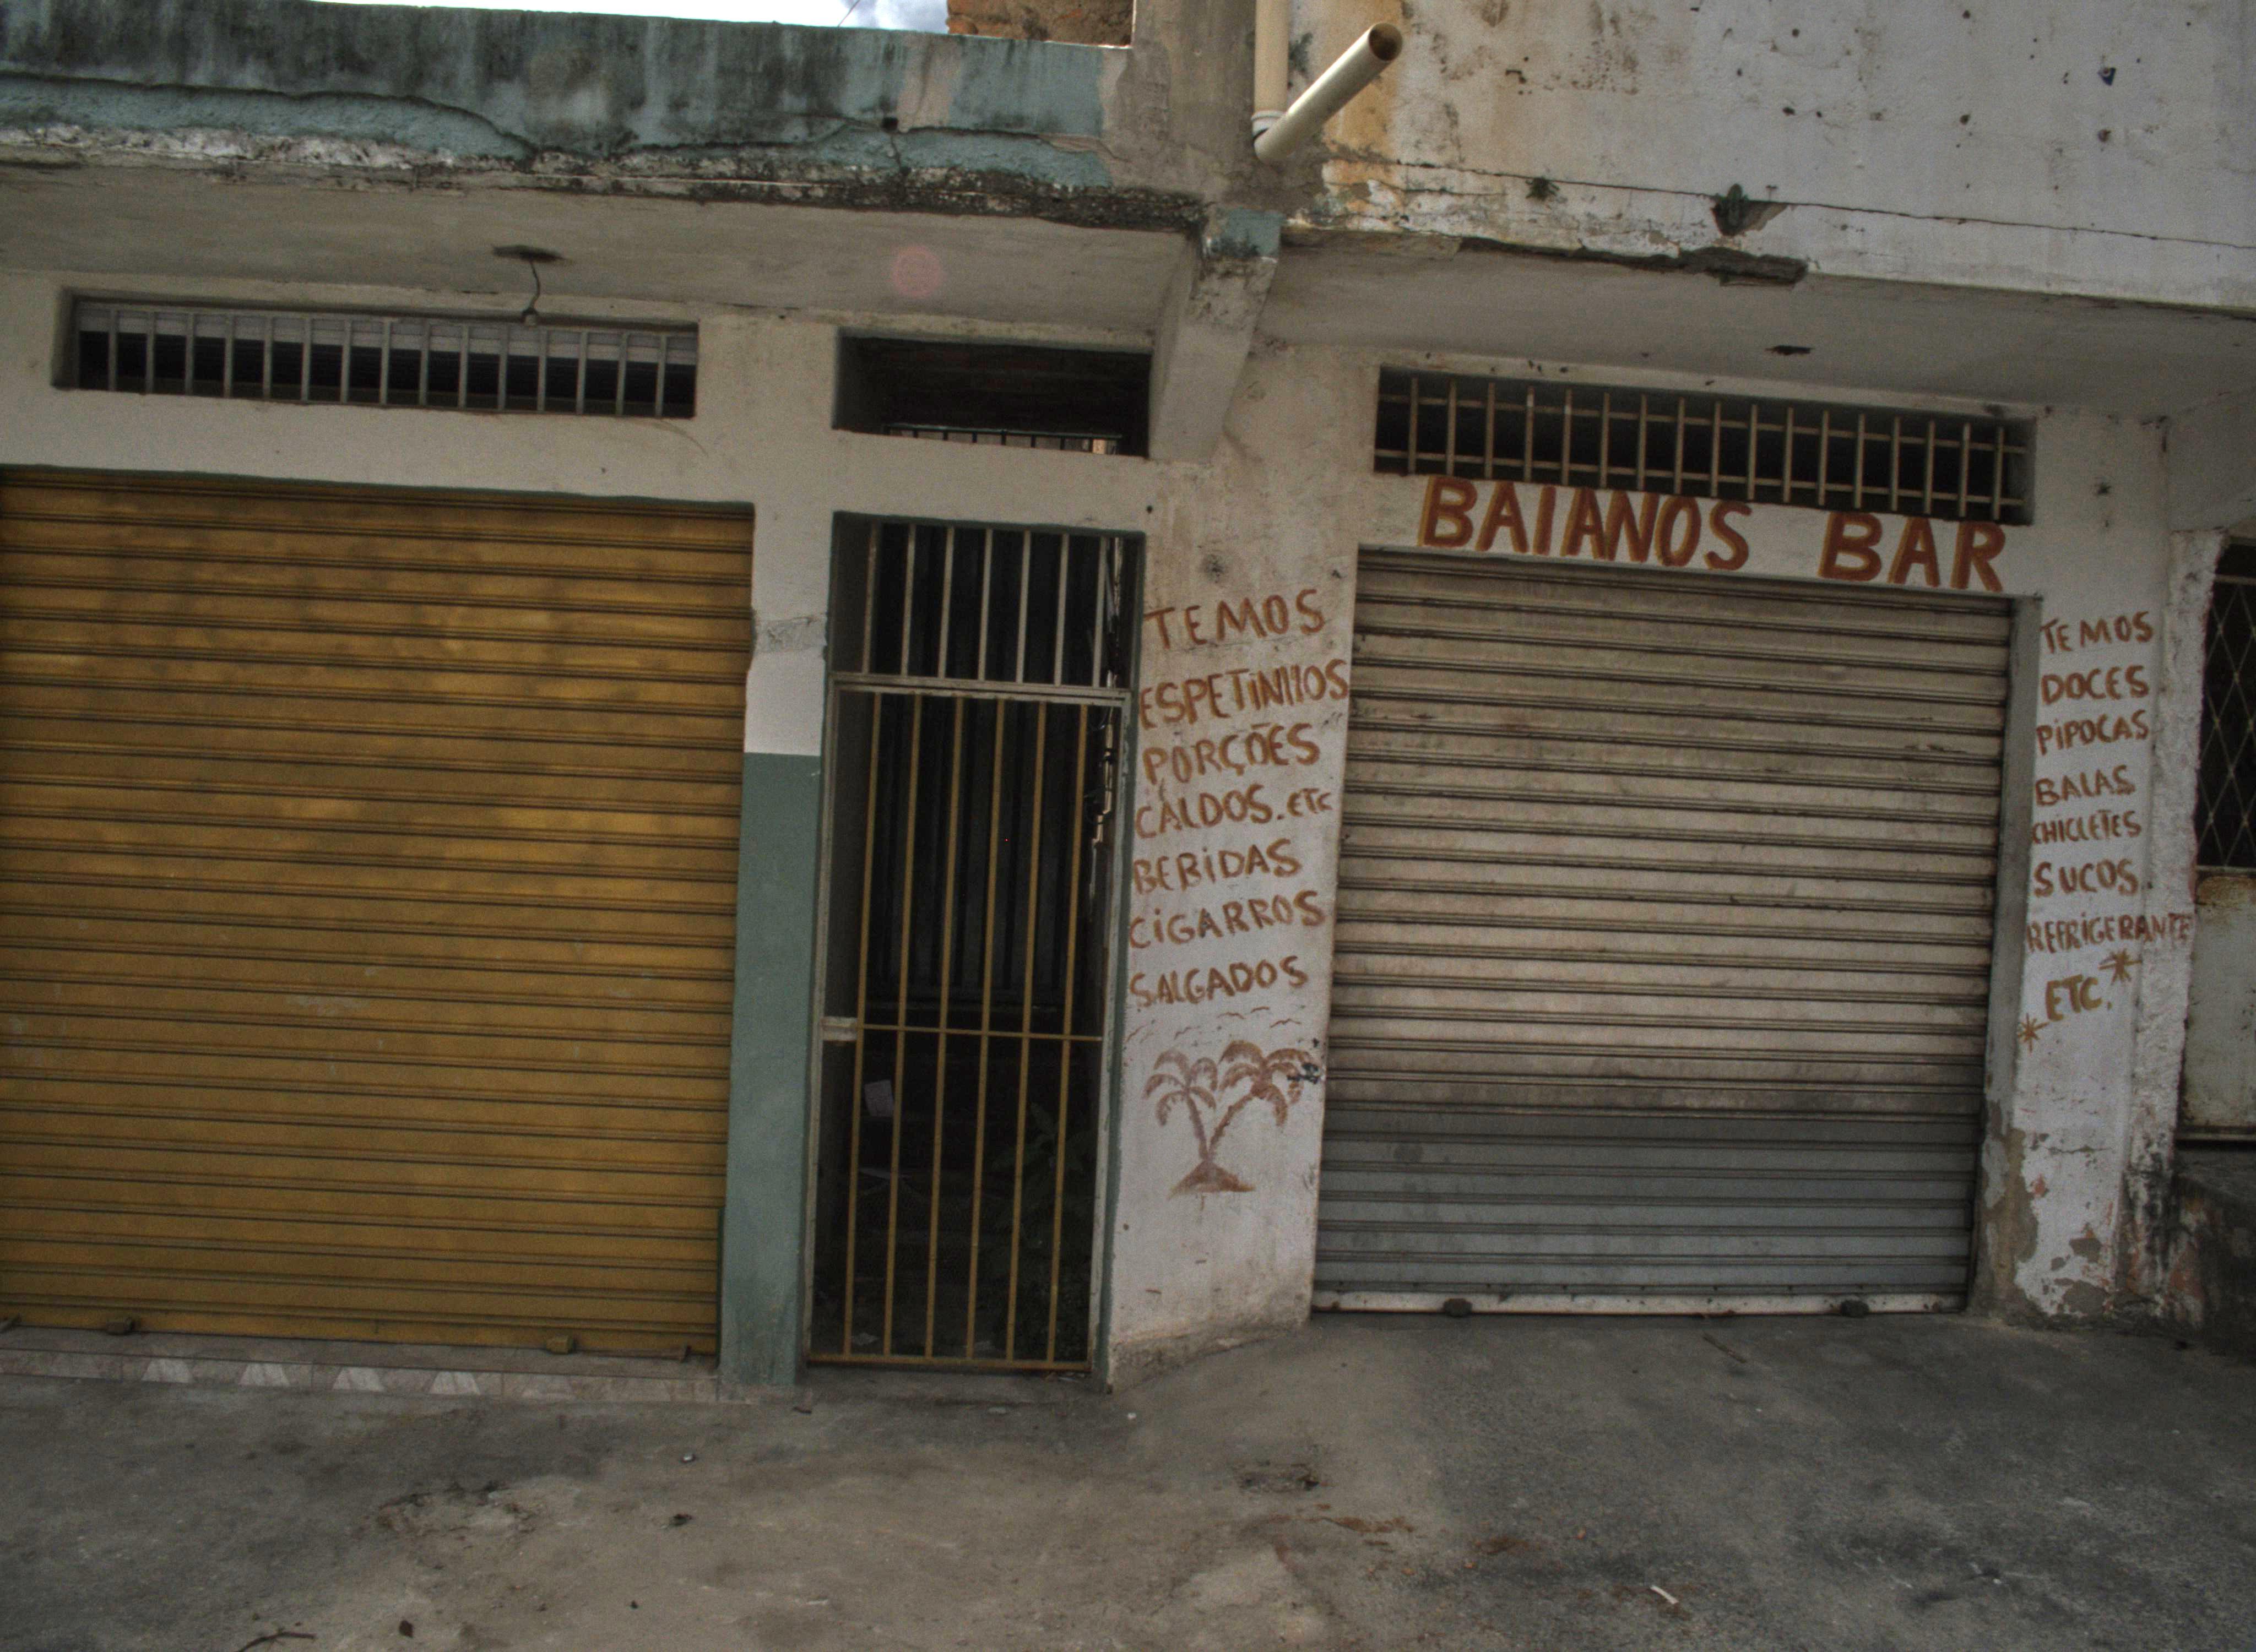 BAIANOS BAR
TEMOS
ESPETiNHOS
PORÇÕES
CALDOS. ETC
BEBiDAS
CiGARROS
SALGADOS
TEMOS
DOCES
PiPOCAS
BALAS
CHICLETES
SUCOS
REFRiGERANTE
ETC.